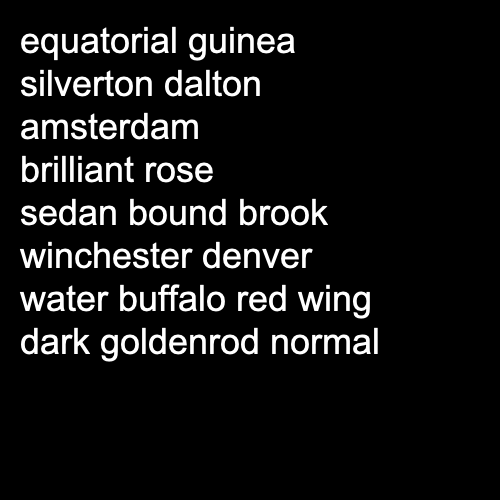 equatorial guinea
silverton dalton
amsterdam
brilliant rose
sedan bound brook
winchester denver
water buffalo red wing
dark goldenrod normal